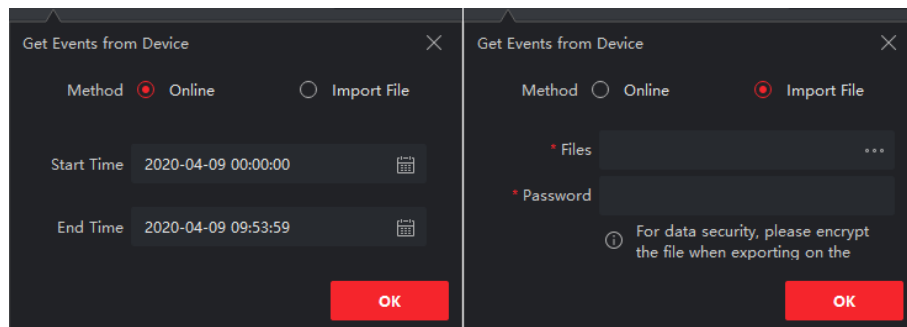 Get Events from Device
Method Online Import File
Start Time 2020-04-09 00:00:00
End Time 2020-04-09 09:53:59
OK
Get Events from Device
Method Online Import File
* Files
* Password
For data security, please encrypt
the file when exporting on the
OK